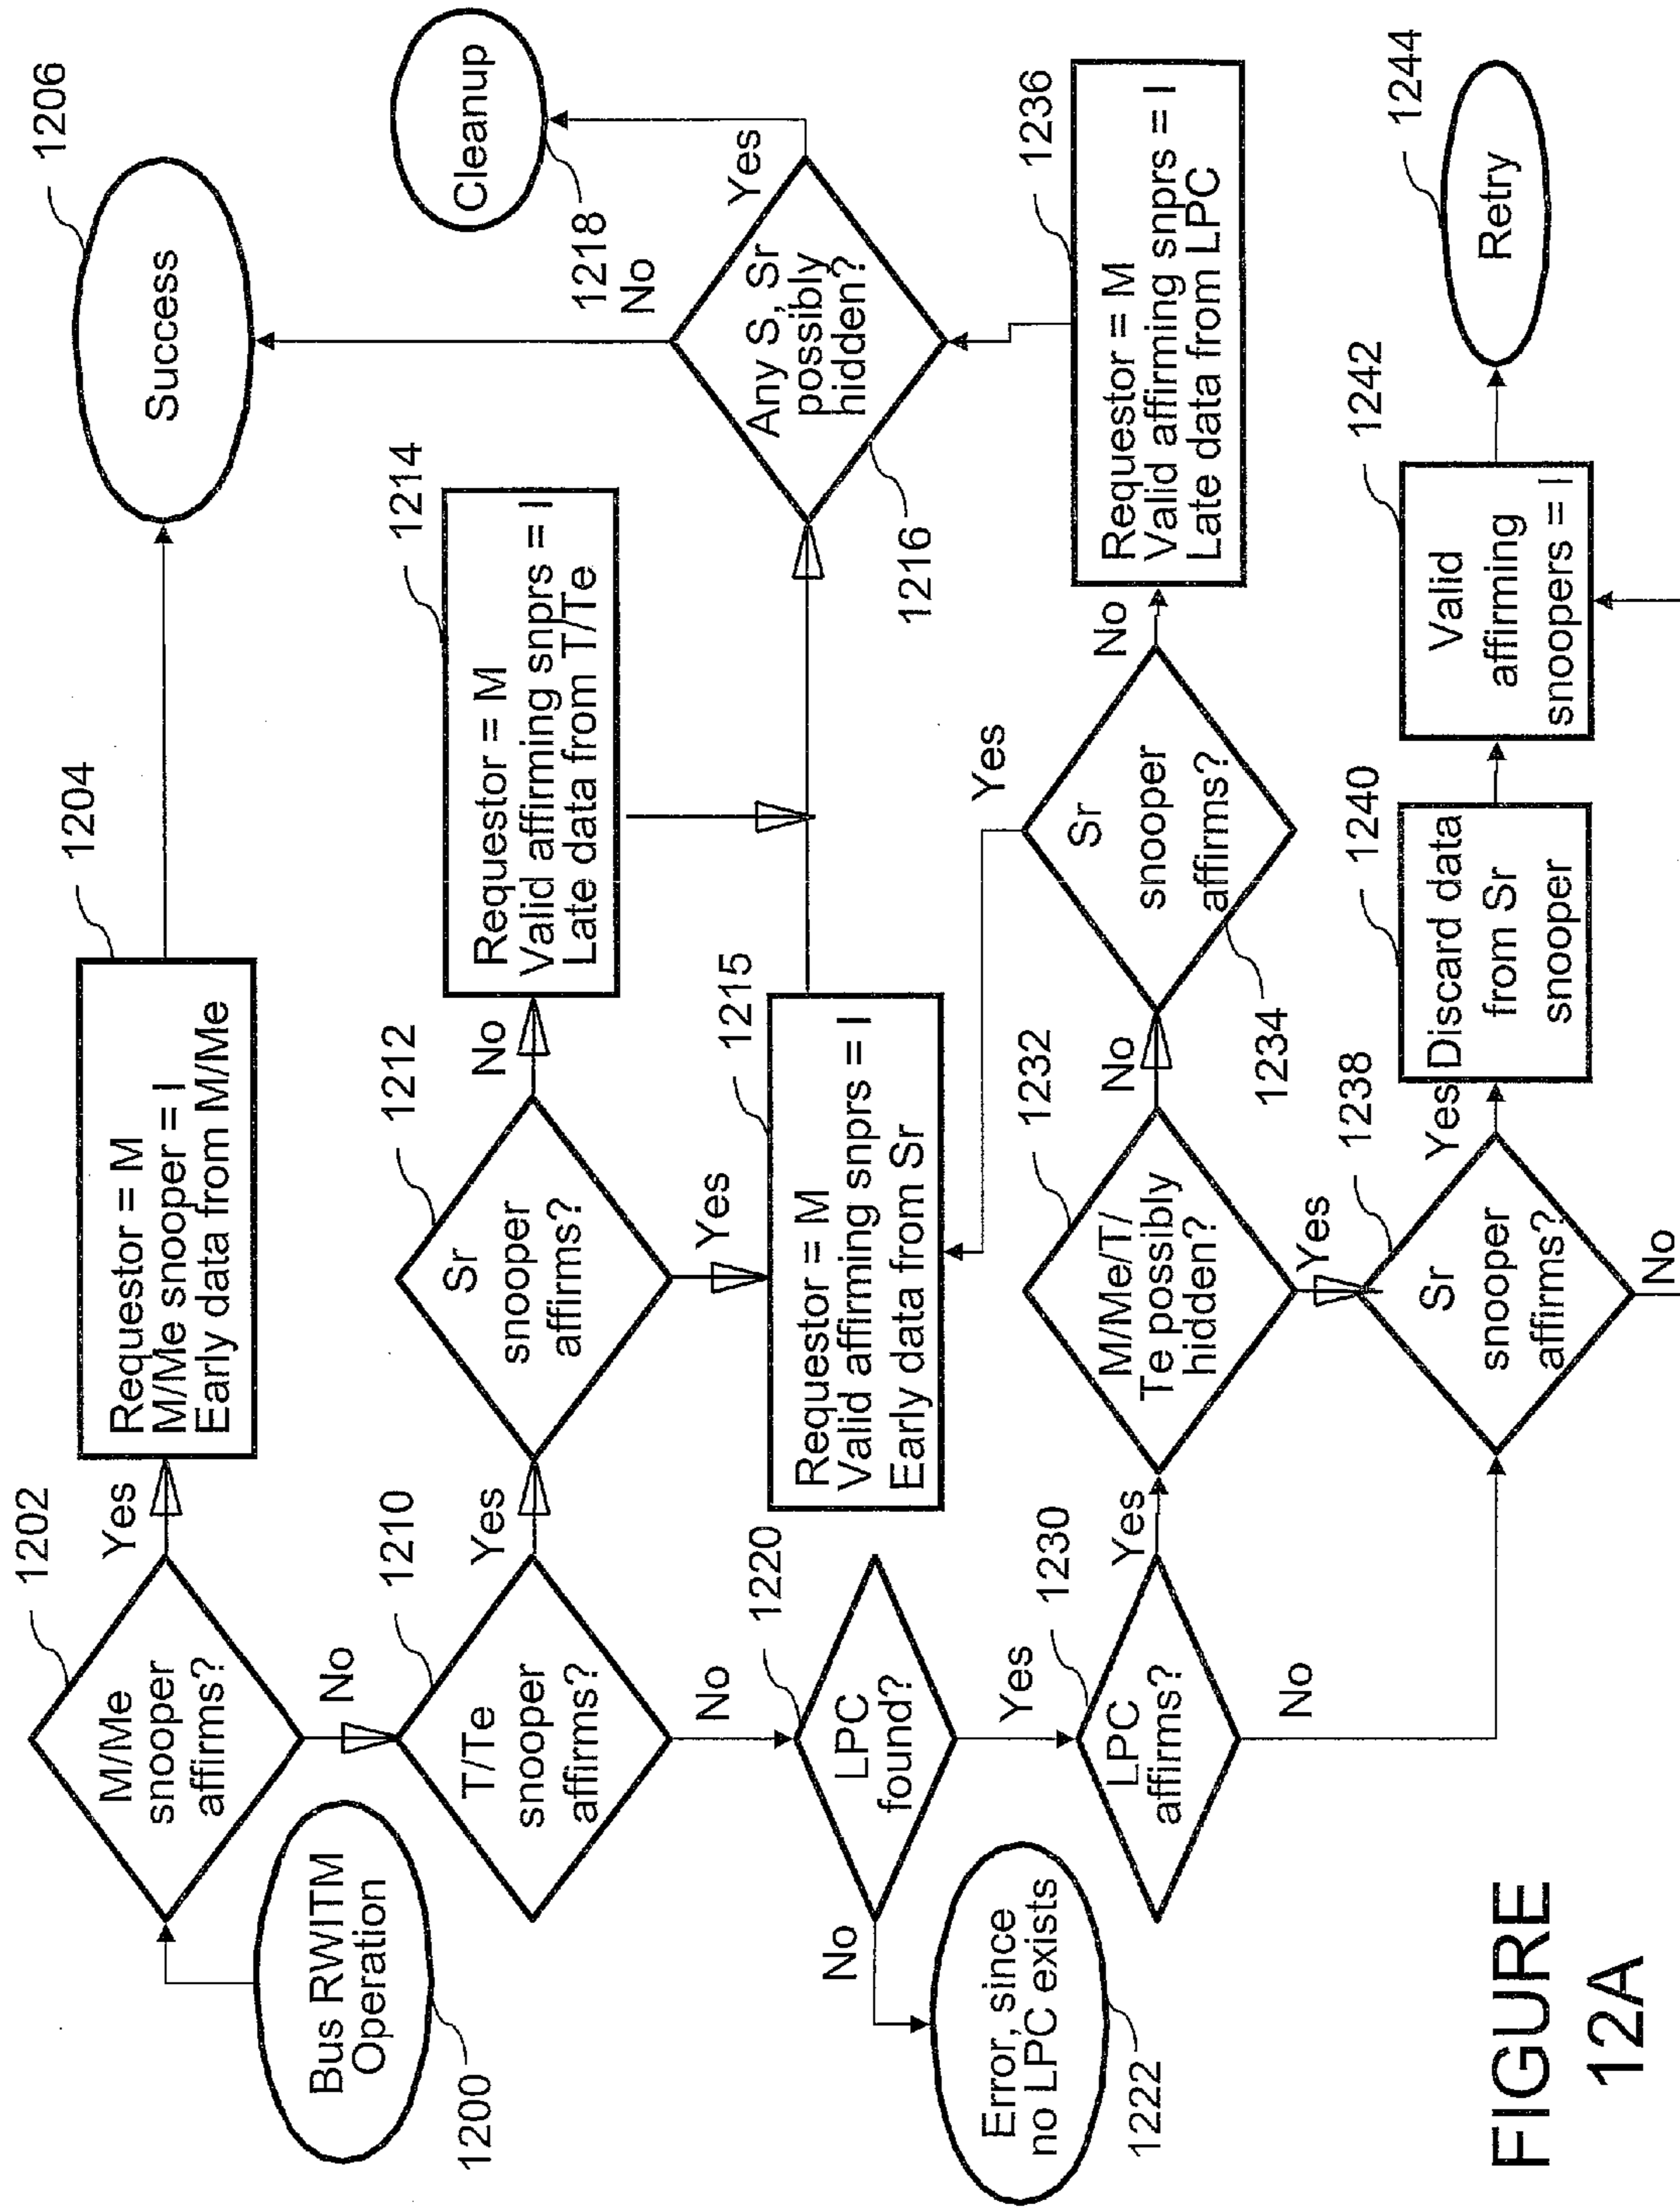 1202
1204
1206
M/Me
snooper
affirms?
Yes
Requestor = M
M/Me snooper = I
Early data from M/Me
Success
Bus RWITM
Operation
1200
No
1210
T/Te
snooper
affirms?
Yes
1212
Sr
snooper
affirms?
No
1214
Requestor = M
Valid affirming snprs = I
Late data from T/Te
Cleanup
1218
No
Yes
Any S, Sr
possibly
hidden?
1216
No
Yes
1215
Requestor = M
Valid affirming snprs = I
Early data from Sr
1220
LPC
found?
No
Error, since
no LPC exists
1222
Yes
1230
LPC
affirms?
Yes
1232
M/Me/T/
Te possibly
hidden?
No
Yes
Sr
snooper
affirms?
1234
No
1236
Requestor = M
Valid affirming snprs = I
Late data from LPC
No
Yes
1238
Sr
snooper
affirms?
Yes
No
1240
Discard data
from Sr
snooper
1242
Valid
affirming
snoopers = I
1244
Retry
FIGURE
12A